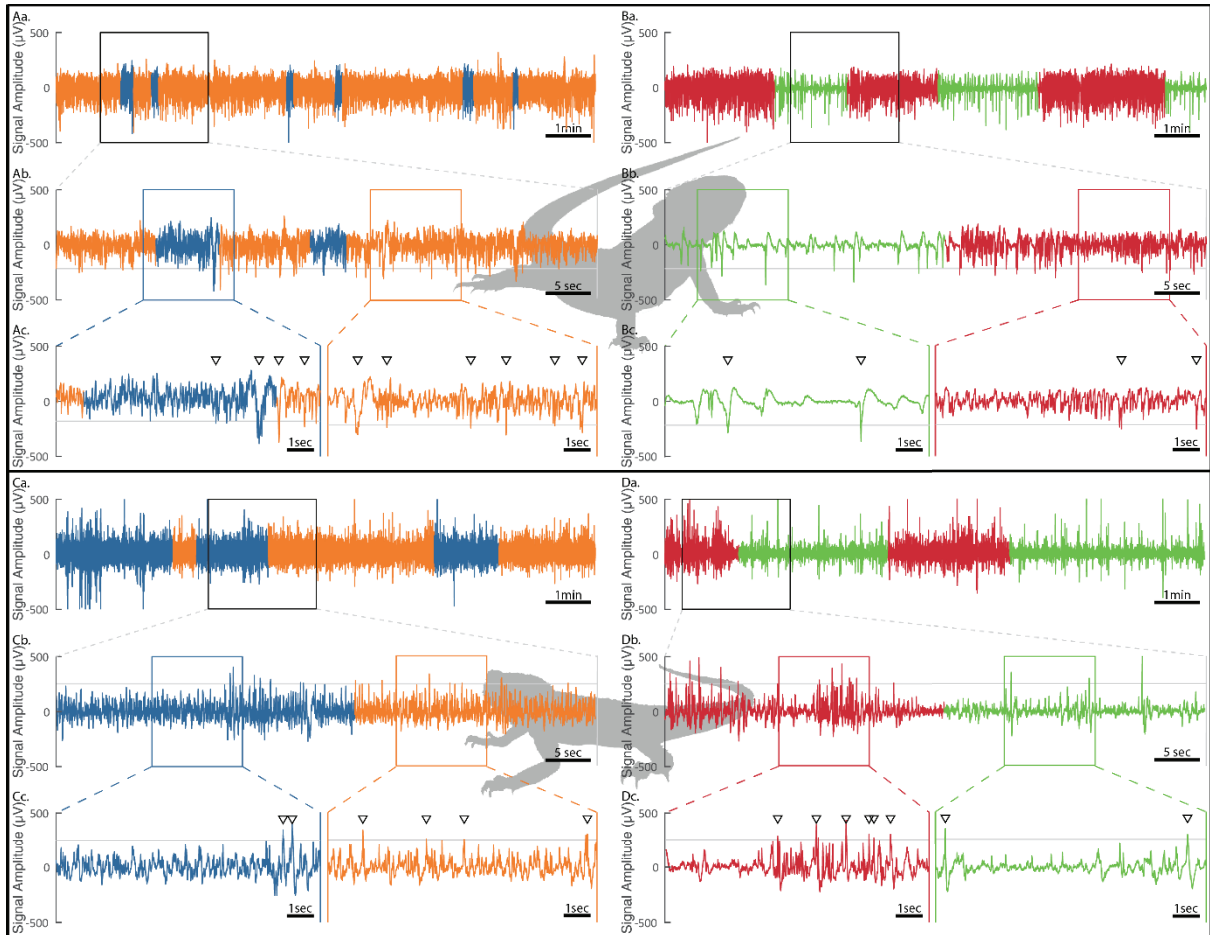 Aa.
Signal Amplitude (µV)
500
0
-500
1min
Ba.
Signal Amplitude (µV)
500
0
-500
1min
Ab.
Signal Amplitude (µV)
500
0
-500
5 sec
Bb.
Signal Amplitude (µV)
500
0
-500
5 sec
Ac.
Signal Amplitude (µV)
500
0
-500
1sec
1sec
Bc.
Signal Amplitude (µV)
500
0
-500
1sec
1sec
Ca.
Signal Amplitude (µV)
500
0
-500
1min
Da.
Signal Amplitude (µV)
500
0
-500
1min
Cb.
Signal Amplitude (µV)
500
0
-500
5 sec
Db.
Signal Amplitude (µV)
500
0
-500
5 sec
Cc.
Signal Amplitude (µV)
500
0
-500
1sec
1sec
Dc.
Signal Amplitude (µV)
500
0
-500
1sec
1sec